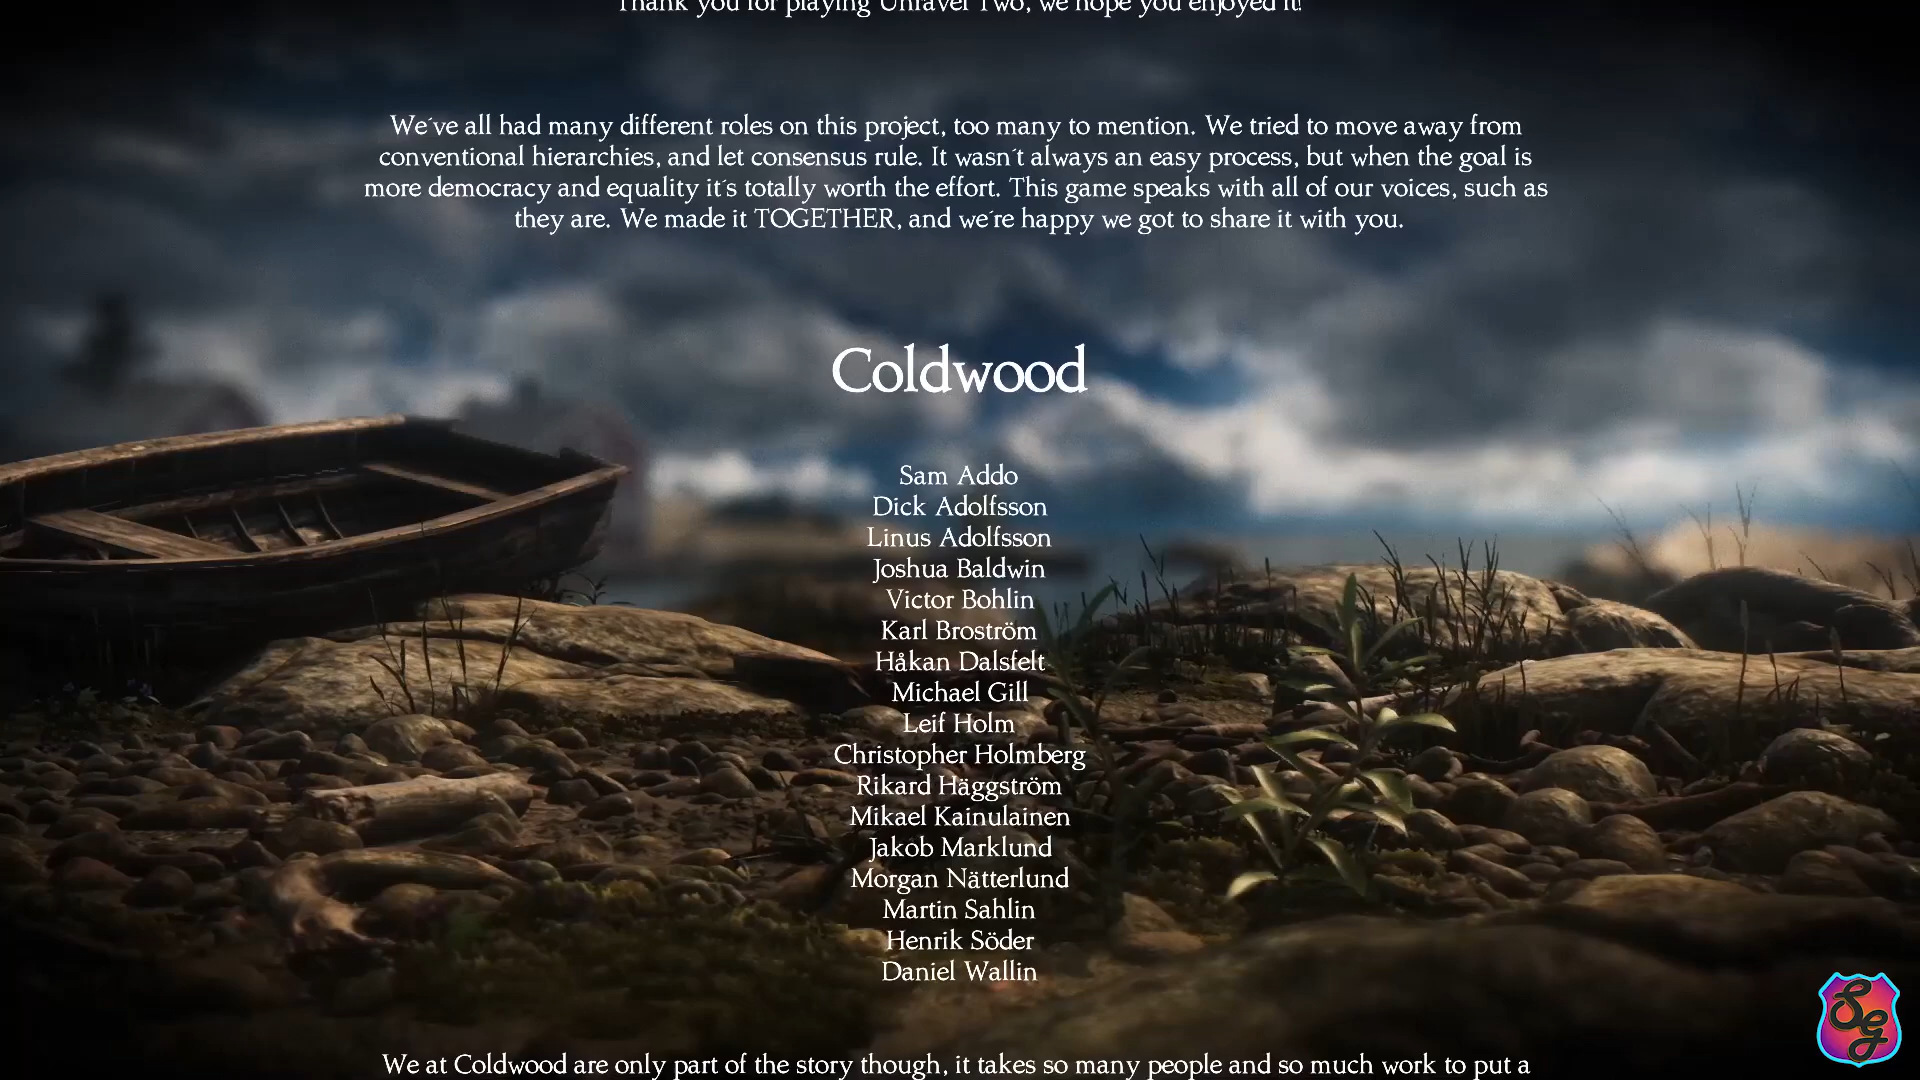 Thank you for playing Unravel Two, we hope you enjoyed it!
We´ve all had many different roles on this project, too many to mention. We tried to move away from
conventional hierarchies, and let consensus rule. It wasn´t always an easy process, but when the goal is
more democracy and equality it´s totally worth the effort. This game speaks with all of our voices, such as
they are. We made it TOGETHER, and we´re happy we got to share it with you.
Coldwood
Sam Addo
Dick Adolfsson
Linus Adolfsson
Joshua Baldwin
Victor Bohlin
Karl Broström
Håkan Dalsfelt
Michael Gill
Leif Holm
Christopher Holmberg
Rikard Häggström
Mikael Kainulainen
Jakob Marklund
Morgan Nätterlund
Martin Sahlin
Henrik Söder
Daniel Wallin
We at Coldwood are only part of the story though, it takes so many people and so much work to put a
SG